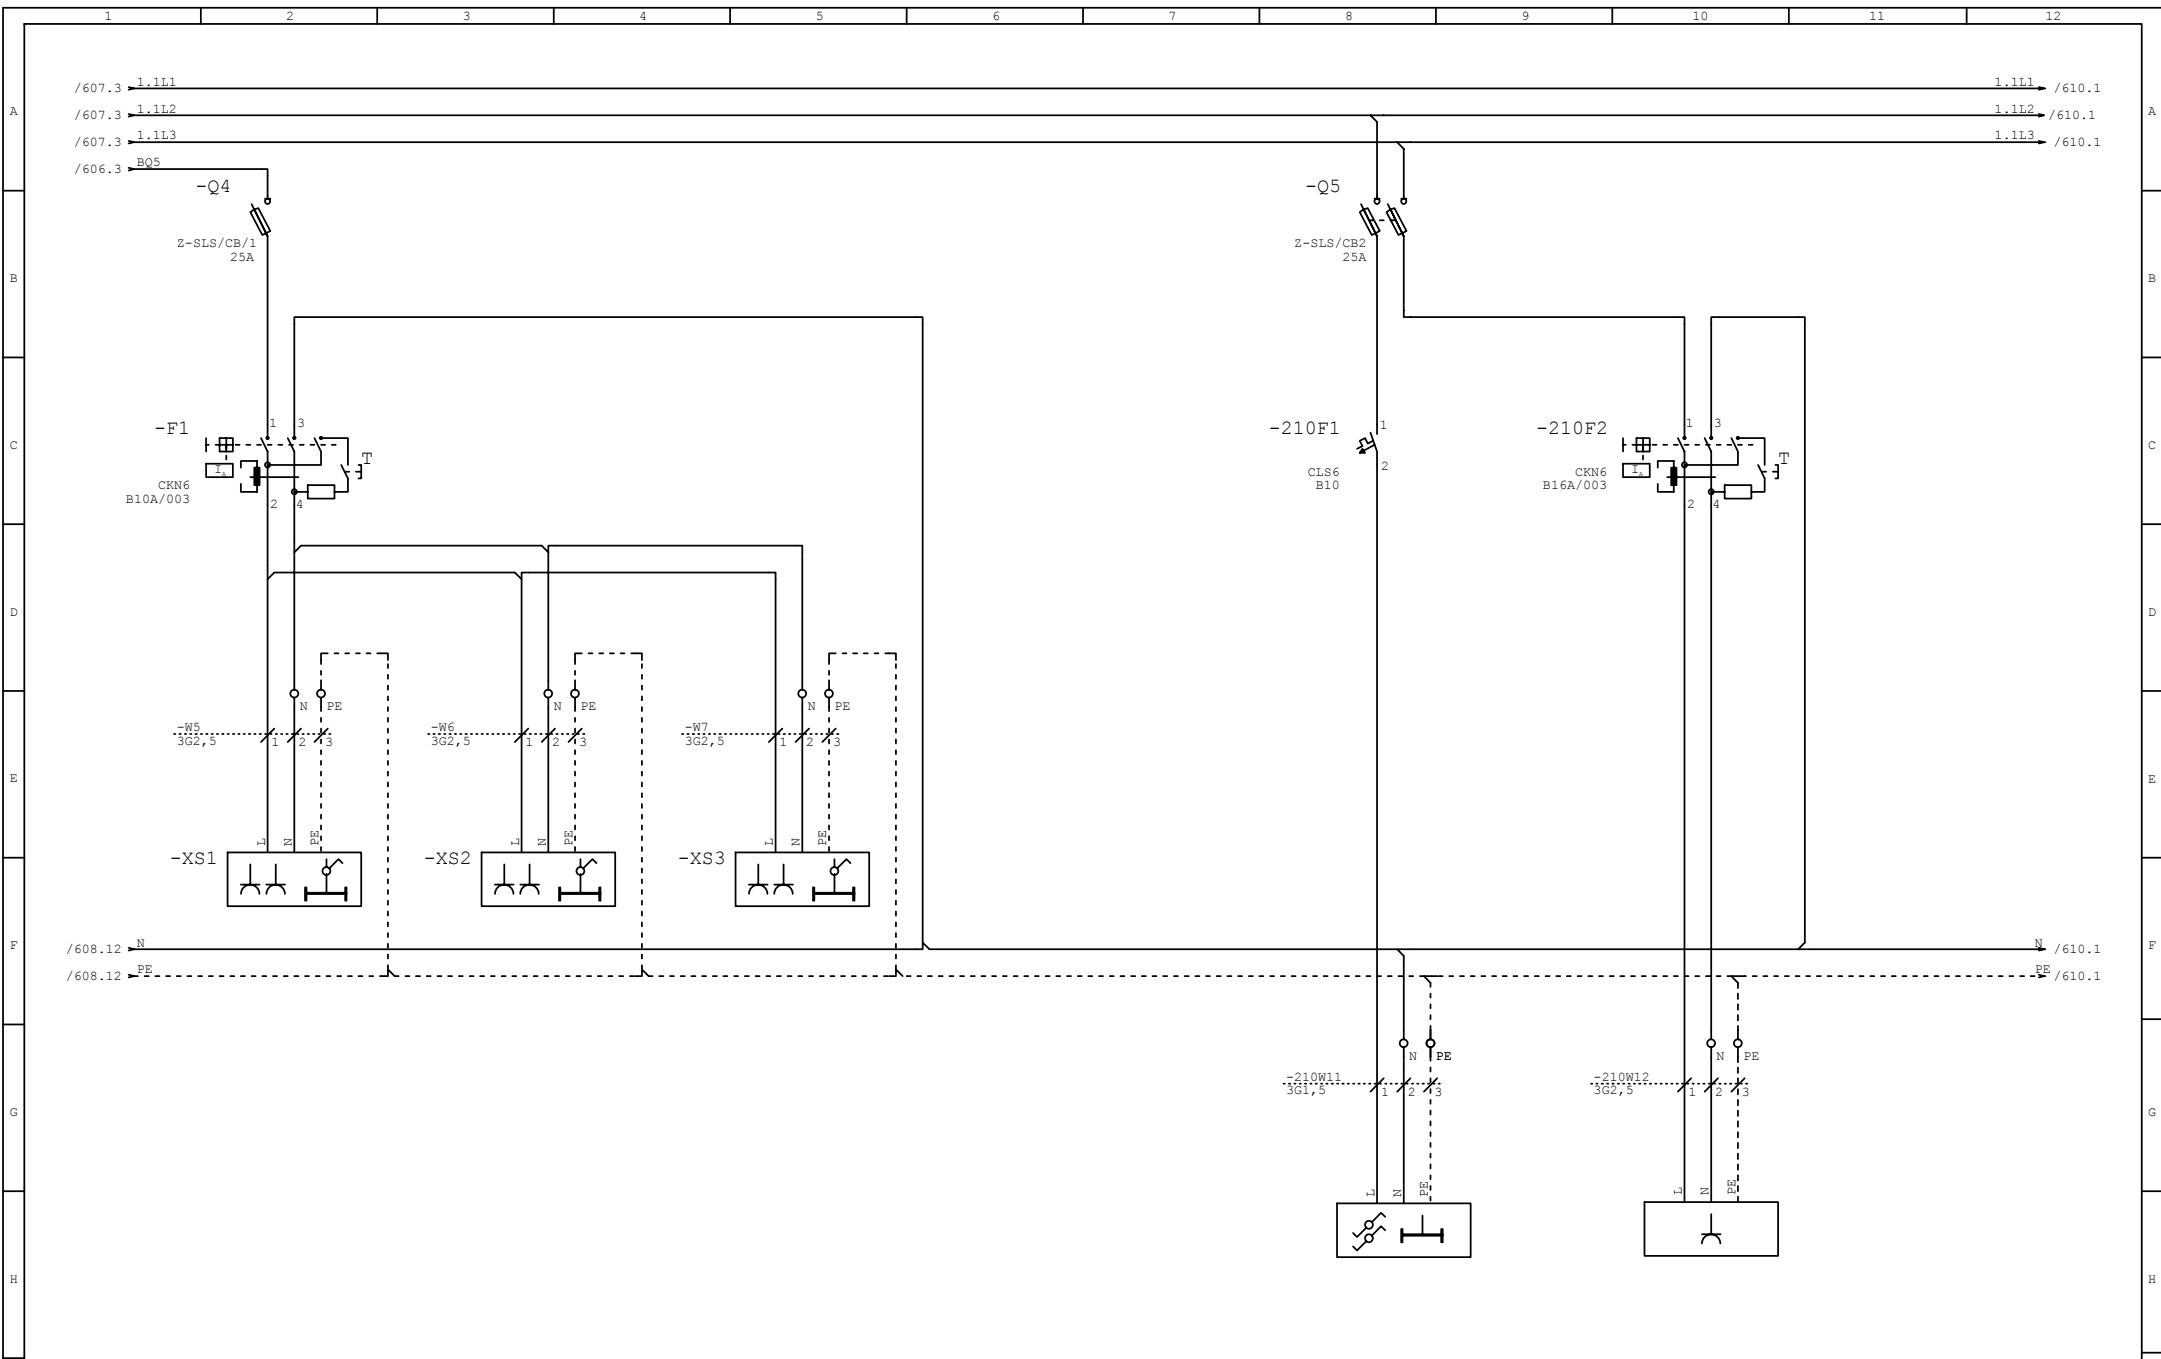 1 2 3 4 5 6 7 8 9 10 11 12
/607.3 1.1L1 1.1L1 /610.1
A /607.3 1.1L2 1.1L2 /610.1 A
/607.3 1.1L3 1.1L3 /610.1
/606.3 BQ5
-Q4 -Q5
Z-SLS/CB/1 Z-SLS/CB2
25A 25A
B B
1 3 1 1 3
-F1 -210F1 -210F2
C C
T T
2
CKN6 CLS6 CKN6
B10A/003 B10 B16A/003
2 4 2 4
D D
N PE N PE N PE
-W5 -W6 -W7
3G2,5 1 2 3 3G2,5 1 2 3 3G2,5 1 2 3
E E
L N PE L N PE L N PE
-XS1 -XS2 -XS3
F /608.12 N N /610.1 F
/608.12 PE PE /610.1
N PE N PE
-210W11 -210W12
3G1,5 1 2 3 3G2,5 1 2 3
G G
L N PE L N PE
H H